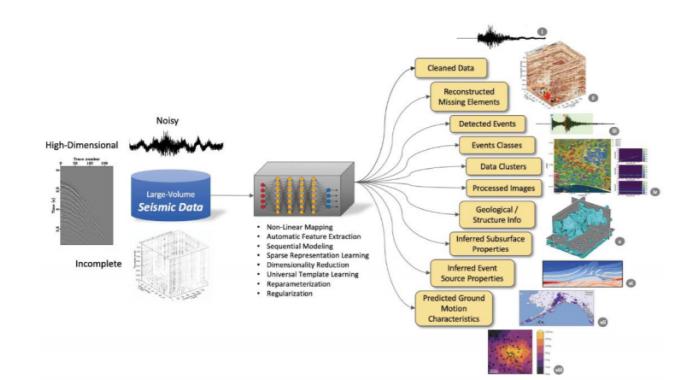 Noisy
High-Dimensional
Trace number
Time (s)
Large-Volume
Seismic Data
Incomplete
• Non-Linear Mapping
• Automatic Feature Extraction
• Sequential Modeling
• Sparse Representation Learning
• Dimensionality Reduction
• Universal Template Learning
• Reparameterization
• Regularization
Cleaned Data
Reconstructed
Missing Elements
Detected Events
Events Classes
Data Clusters
Processed Images
Geological /
Structure Info
Inferred Subsurface
Properties
Inferred Event
Source Properties
Predicted Ground
Motion
Characteristics
i
ii
iii
iv
v
vi
vii
viii